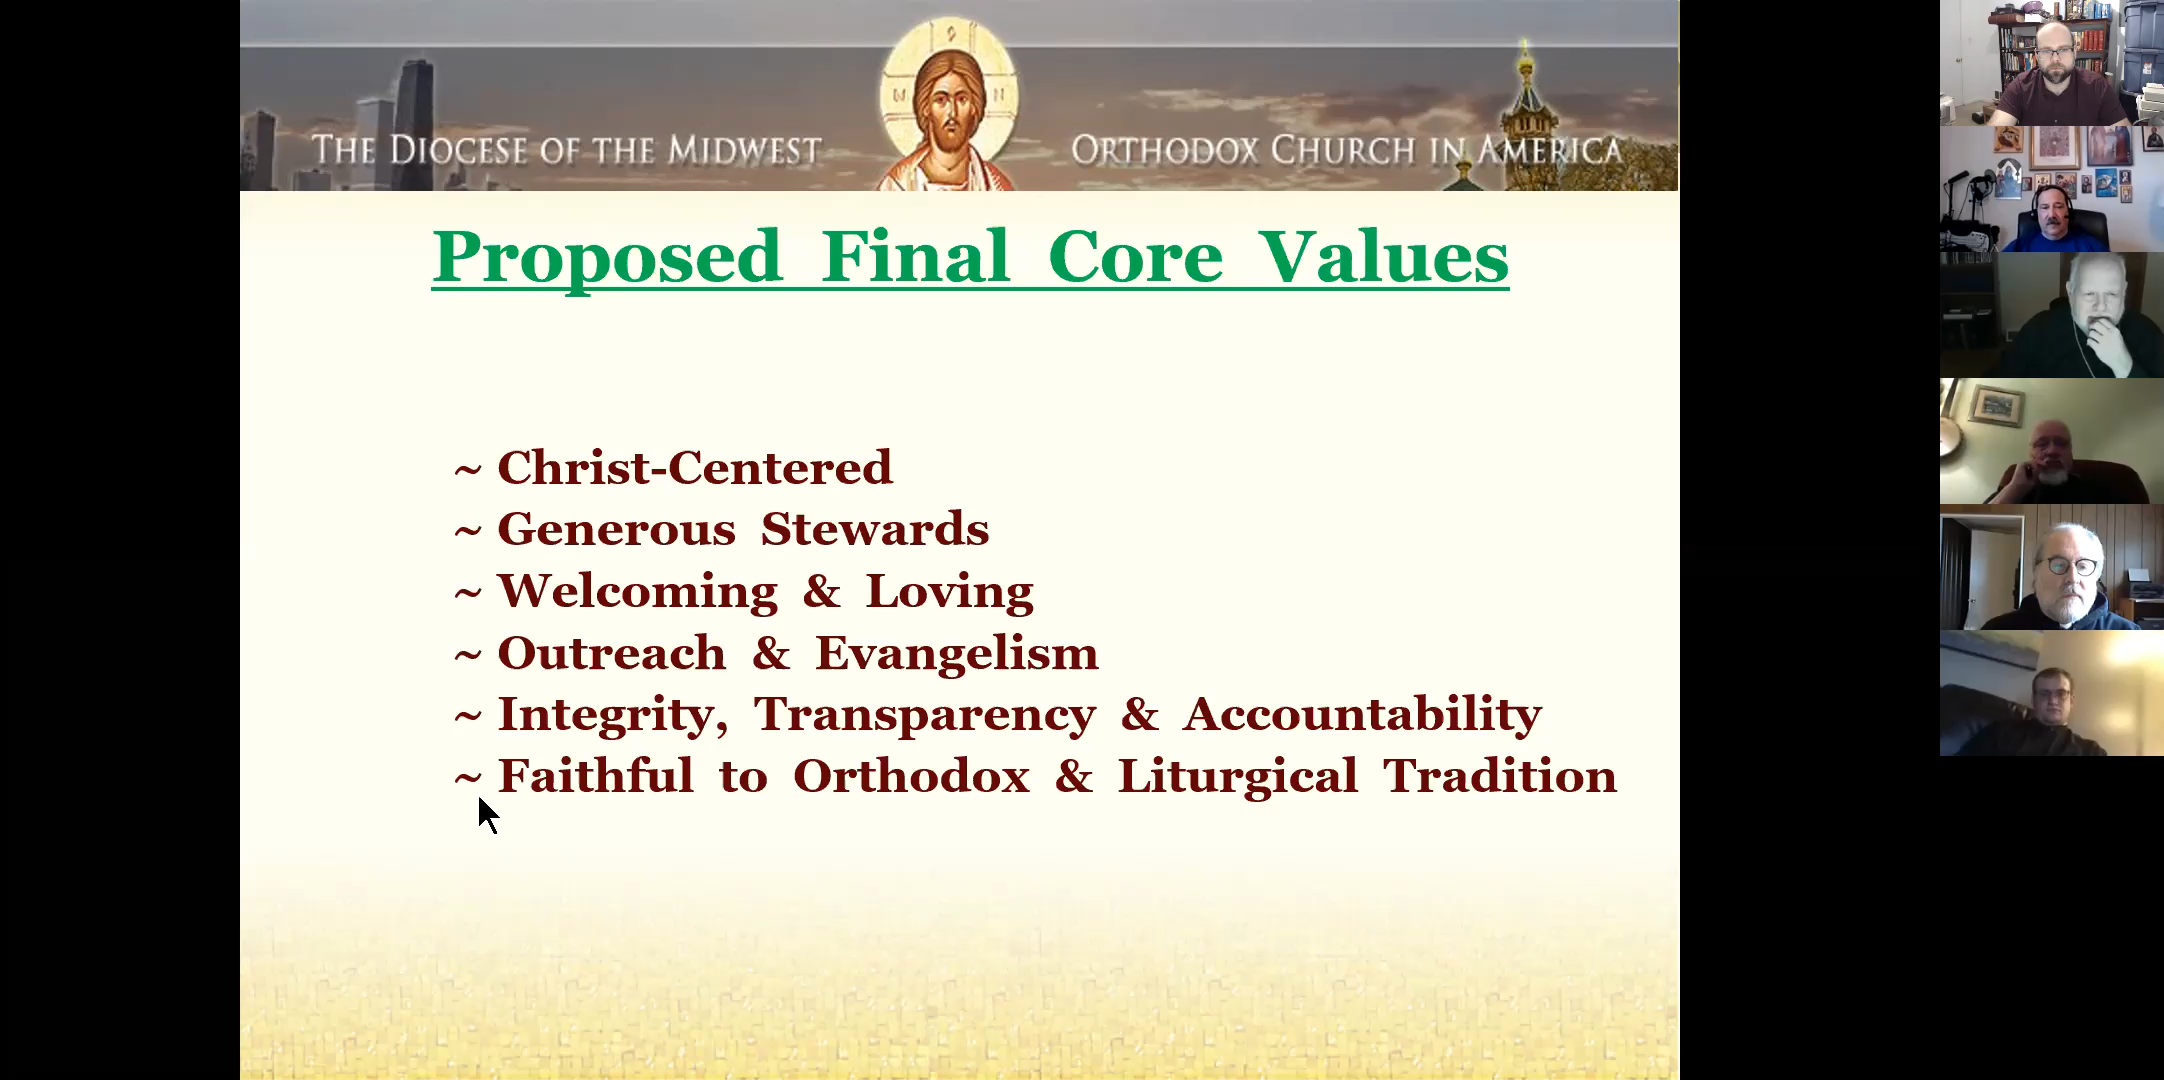 THE DIOCESE OF THE MIDWEST
ORTHODOX CHURCH IN AMERICA
Proposed Final Core Values
~ Christ-Centered
~ Generous Stewards
~ Welcoming & Loving
~ Outreach & Evangelism
~ Integrity, Transparency & Accountability
~ Faithful to Orthodox & Liturgical Tradition